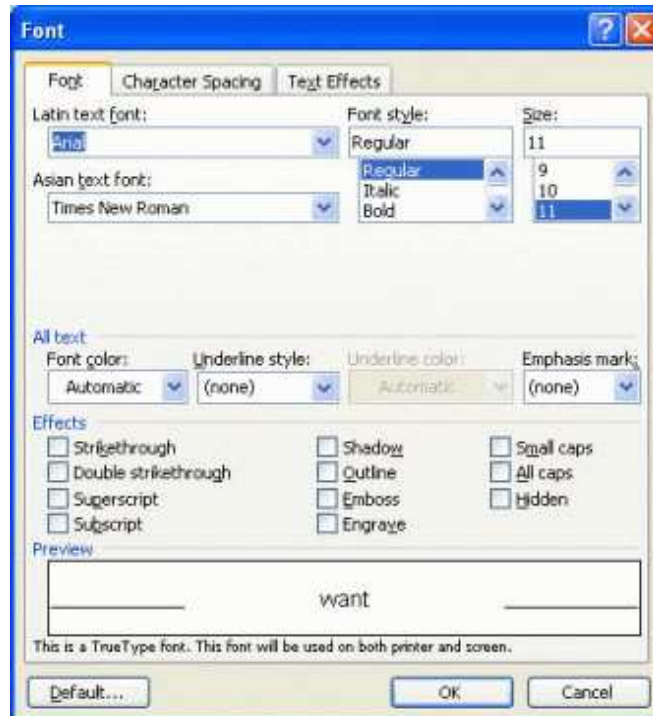 Font
Font Character Spacing Text Effects
Latin text font: Font style: Size:
Arial Regular 11
Regular 9
Asian text font: Italic 10
Times New Roman Bold 11
All text
Font color: Underline style: Underline color: Emphasis mark:
Automatic (none) Automatic (none)
Effects
Strikethrough Shadow Small caps
Double strikethrough Outline All caps
Superscript Emboss Hidden
Subscript Engrave
Preview
want
This is a TrueType font. This font will be used on both printer and screen.
Default... OK Cancel